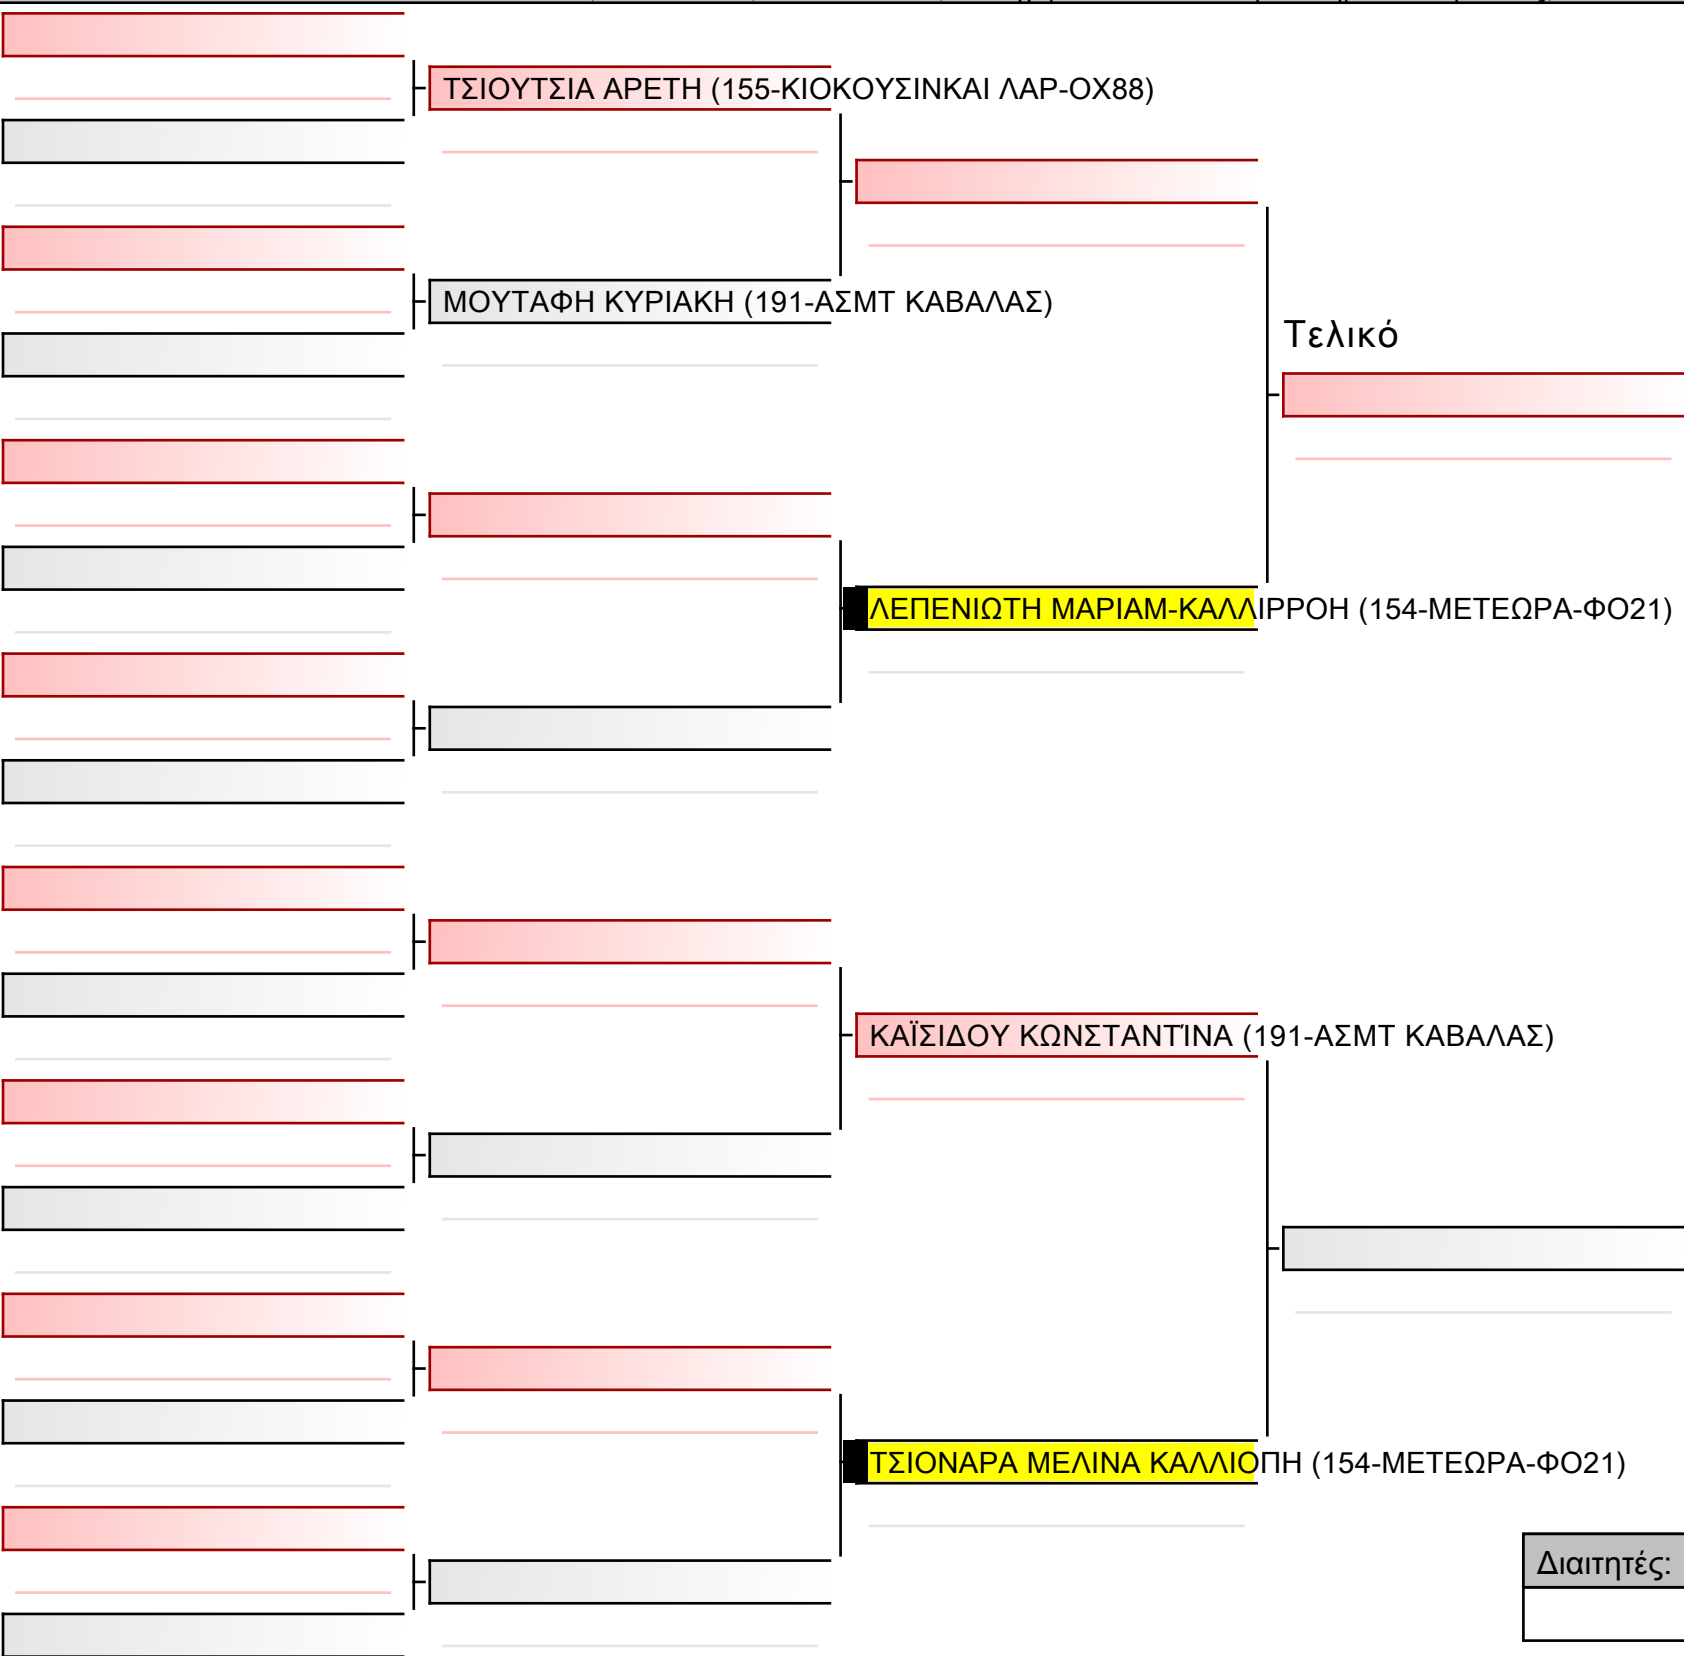 ΤΣΙΟΥΤΣΙΑ ΑΡΕΤΗ (155-ΚΙΟΚΟΥΣΙΝΚΑΙ ΛΑΡ-ΟΧ88)
ΜΟΥΤΑΦΗ ΚΥΡΙΑΚΗ (191-ΑΣΜΤ ΚΑΒΑΛΑΣ)
Τελικό
ΛΕΠΕΝΙΩΤΗ ΜΑΡΙΑΜ-ΚΑΛΛΙΡΡΟΗ (154-ΜΕΤΕΩΡΑ-ΦΟ21)
ΚΑΪΣΙΔΟΥ ΚΩΝΣΤΑΝΤΊΝΑ (191-ΑΣΜΤ ΚΑΒΑΛΑΣ)
ΤΣΙΟΝΑΡΑ ΜΕΛΙΝΑ ΚΑΛΛΙΟΠΗ (154-ΜΕΤΕΩΡΑ-ΦΟ21)
Διαιτητές: